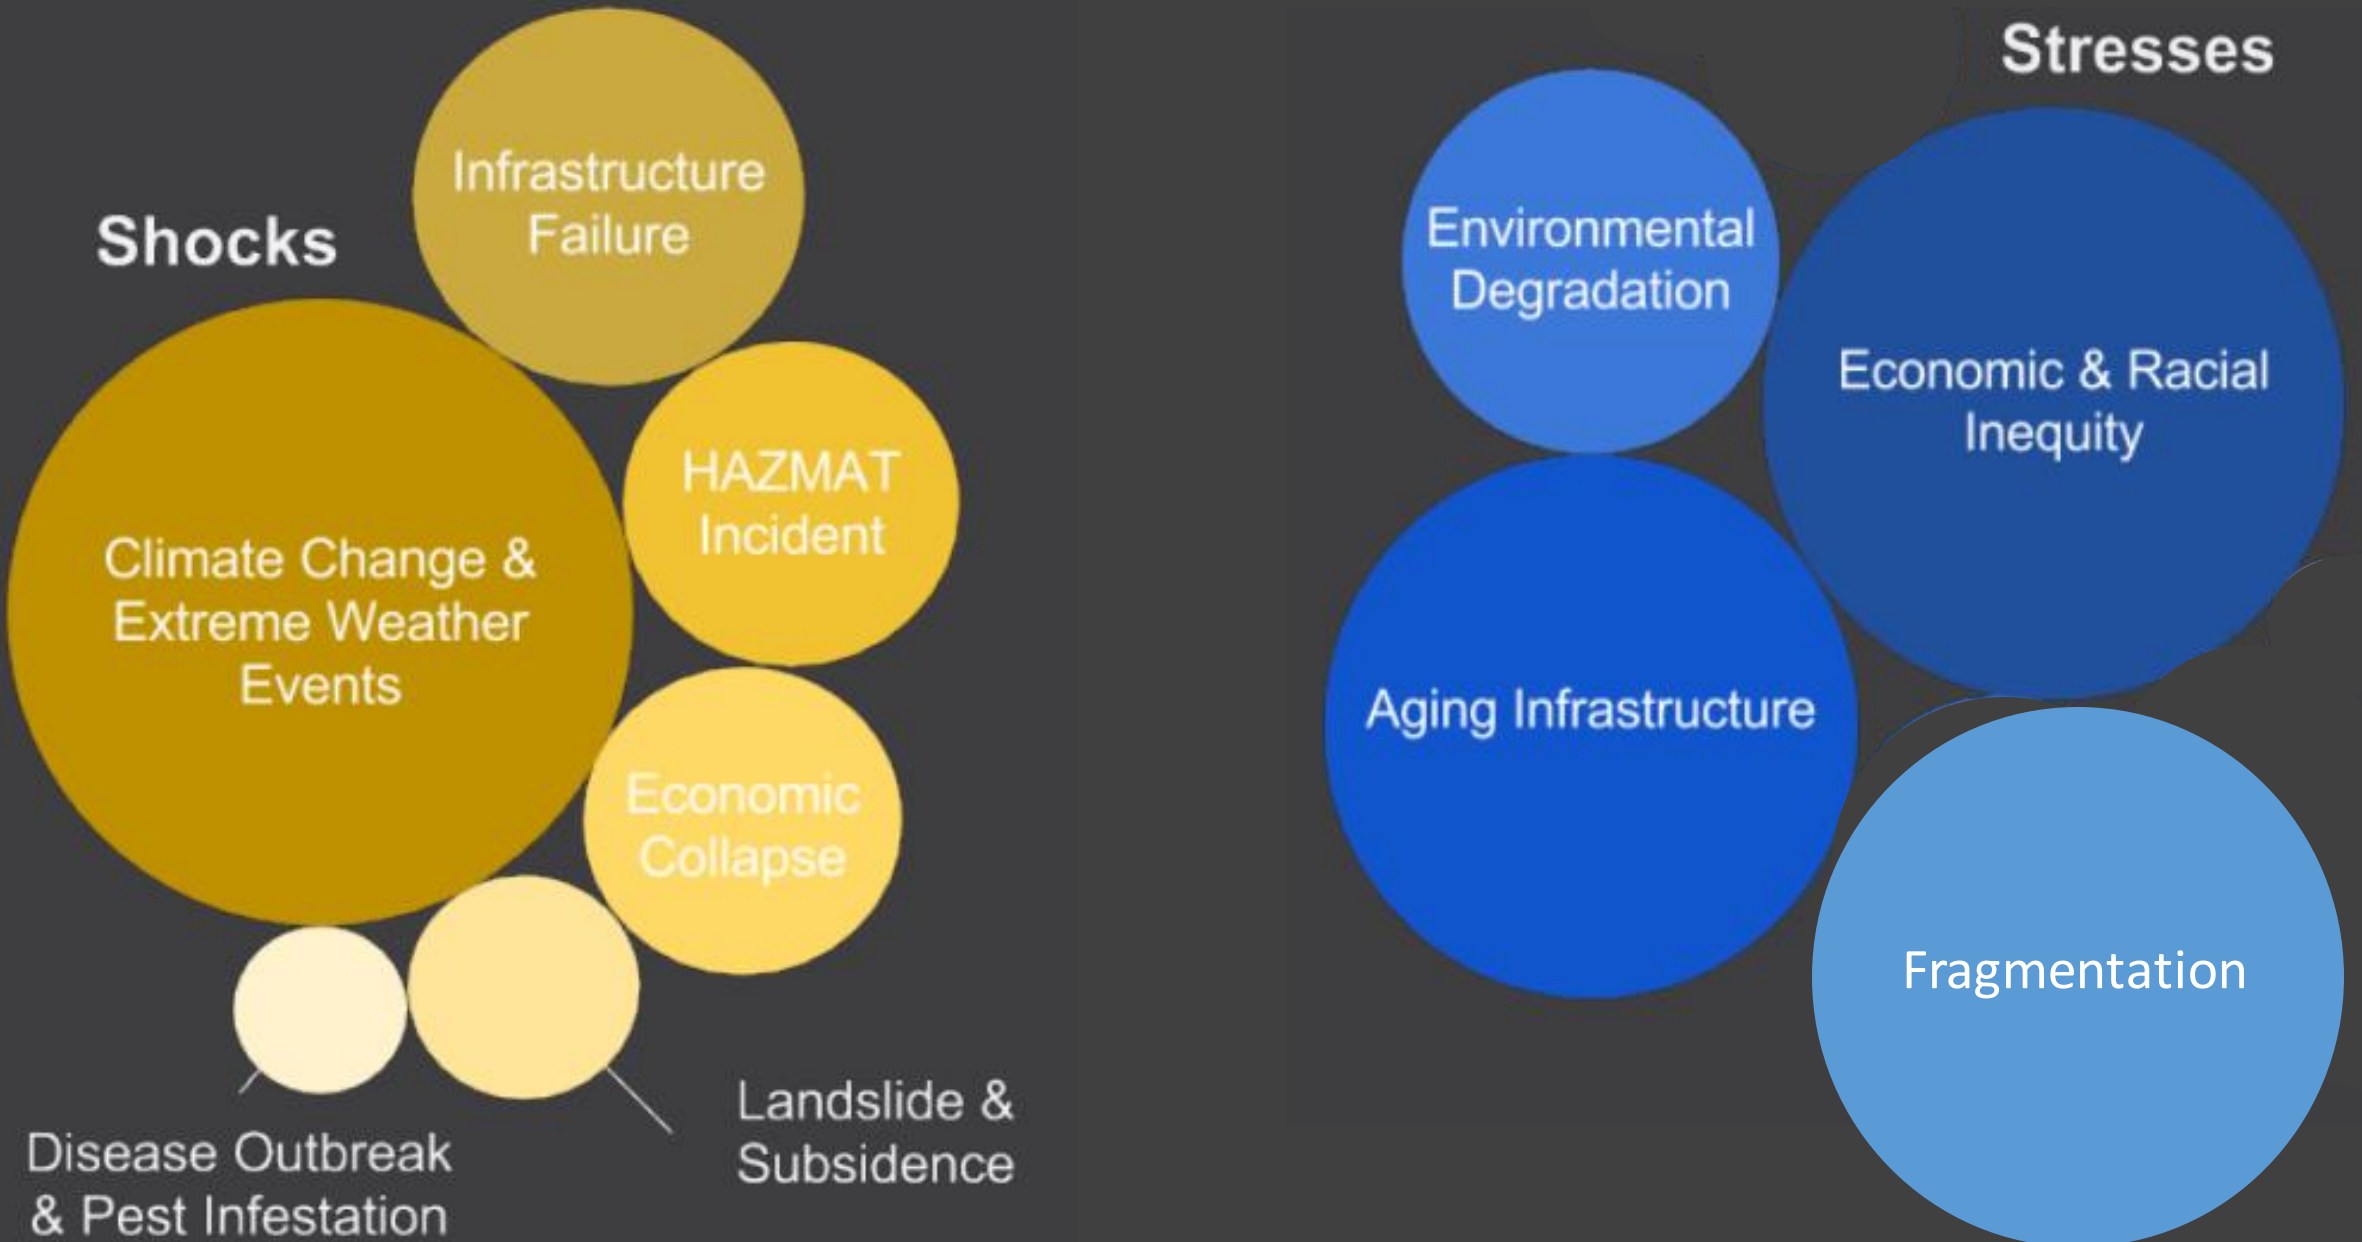 Shocks
Infrastructure
Failure
HAZMAT
Incident
Climate Change &
Extreme Weather
Events
Economic
Collapse
Landslide &
Subsidence
Disease Outbreak
& Pest Infestation
Stresses
Environmental
Degradation
Economic & Racial
Inequity
Aging Infrastructure
Fragmentation